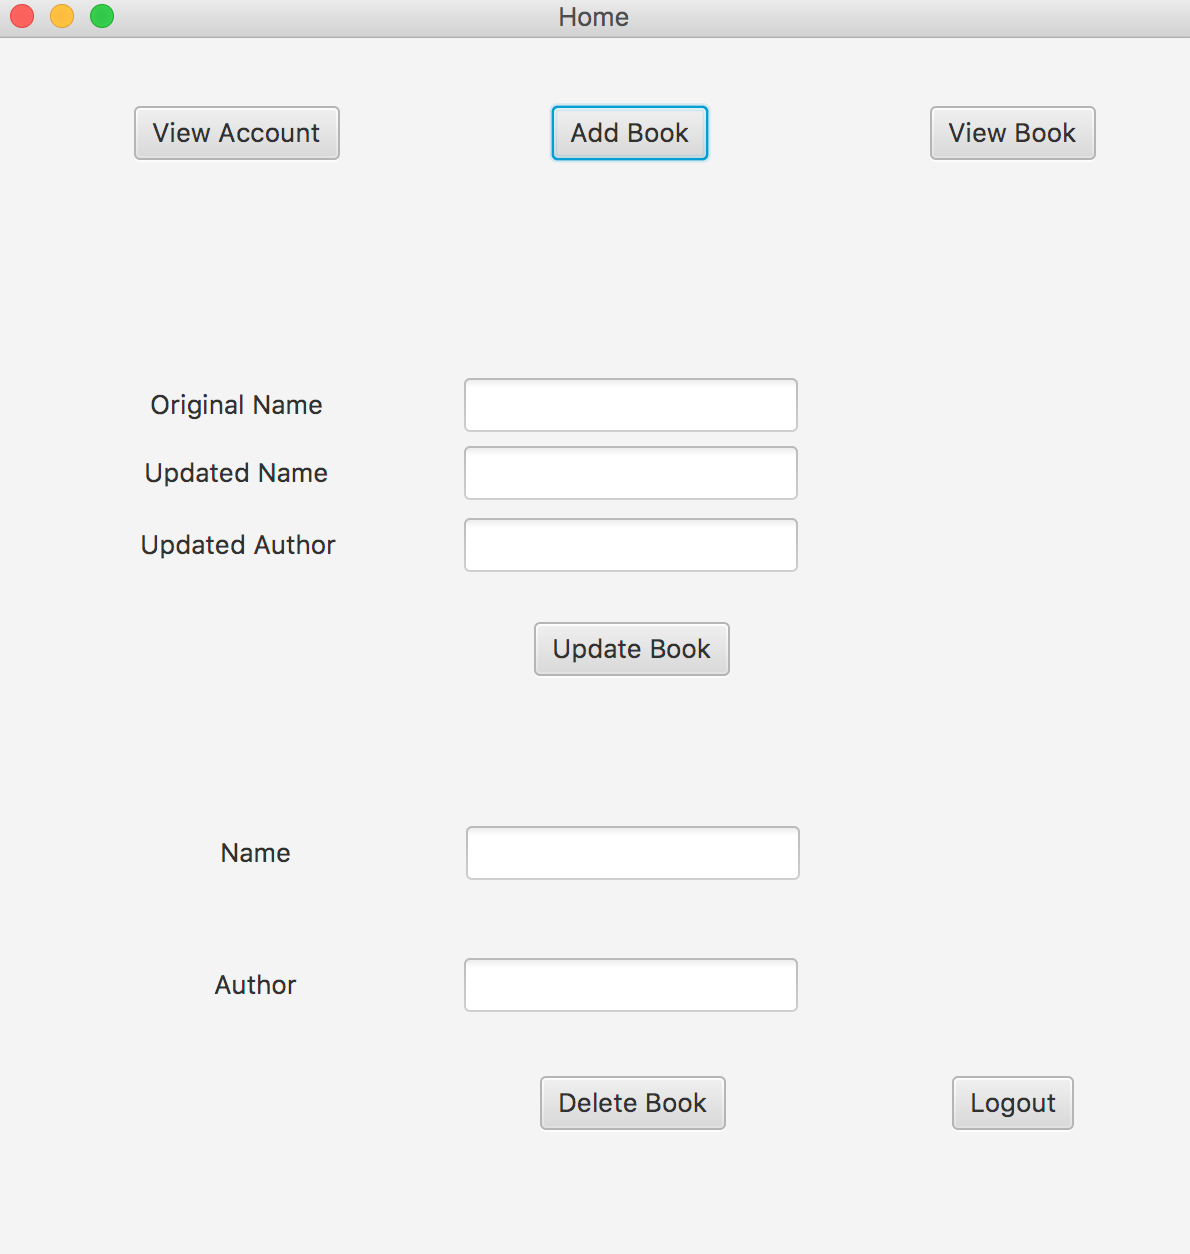 Home
View Account
Add Book
View Book
Original Name
Updated Name
Updated Author
Update Book
Name
Author
Delete Book
Logout